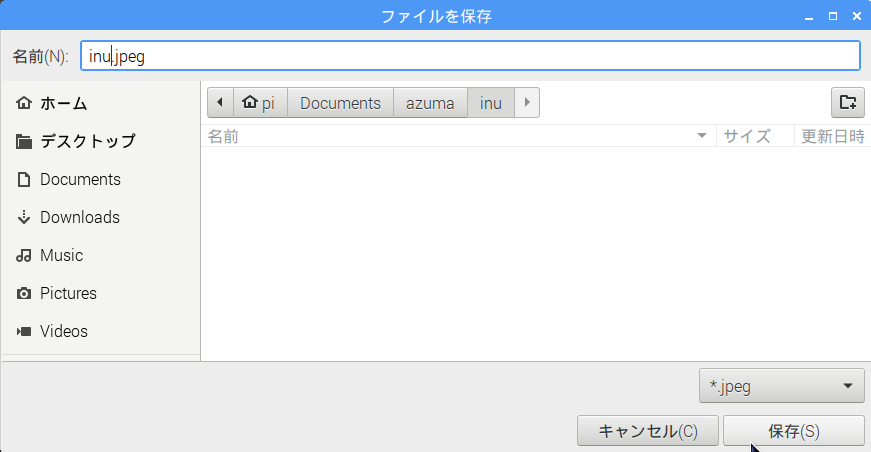 ファイルを保存
名前(N): inu.jpeg
ホーム
デスクトップ
Documents
Downloads
Music
Pictures
Videos
pi Documents azuma inu
名前 サイズ 更新日時
*.jpeg
キャンセル(C) 保存(S)